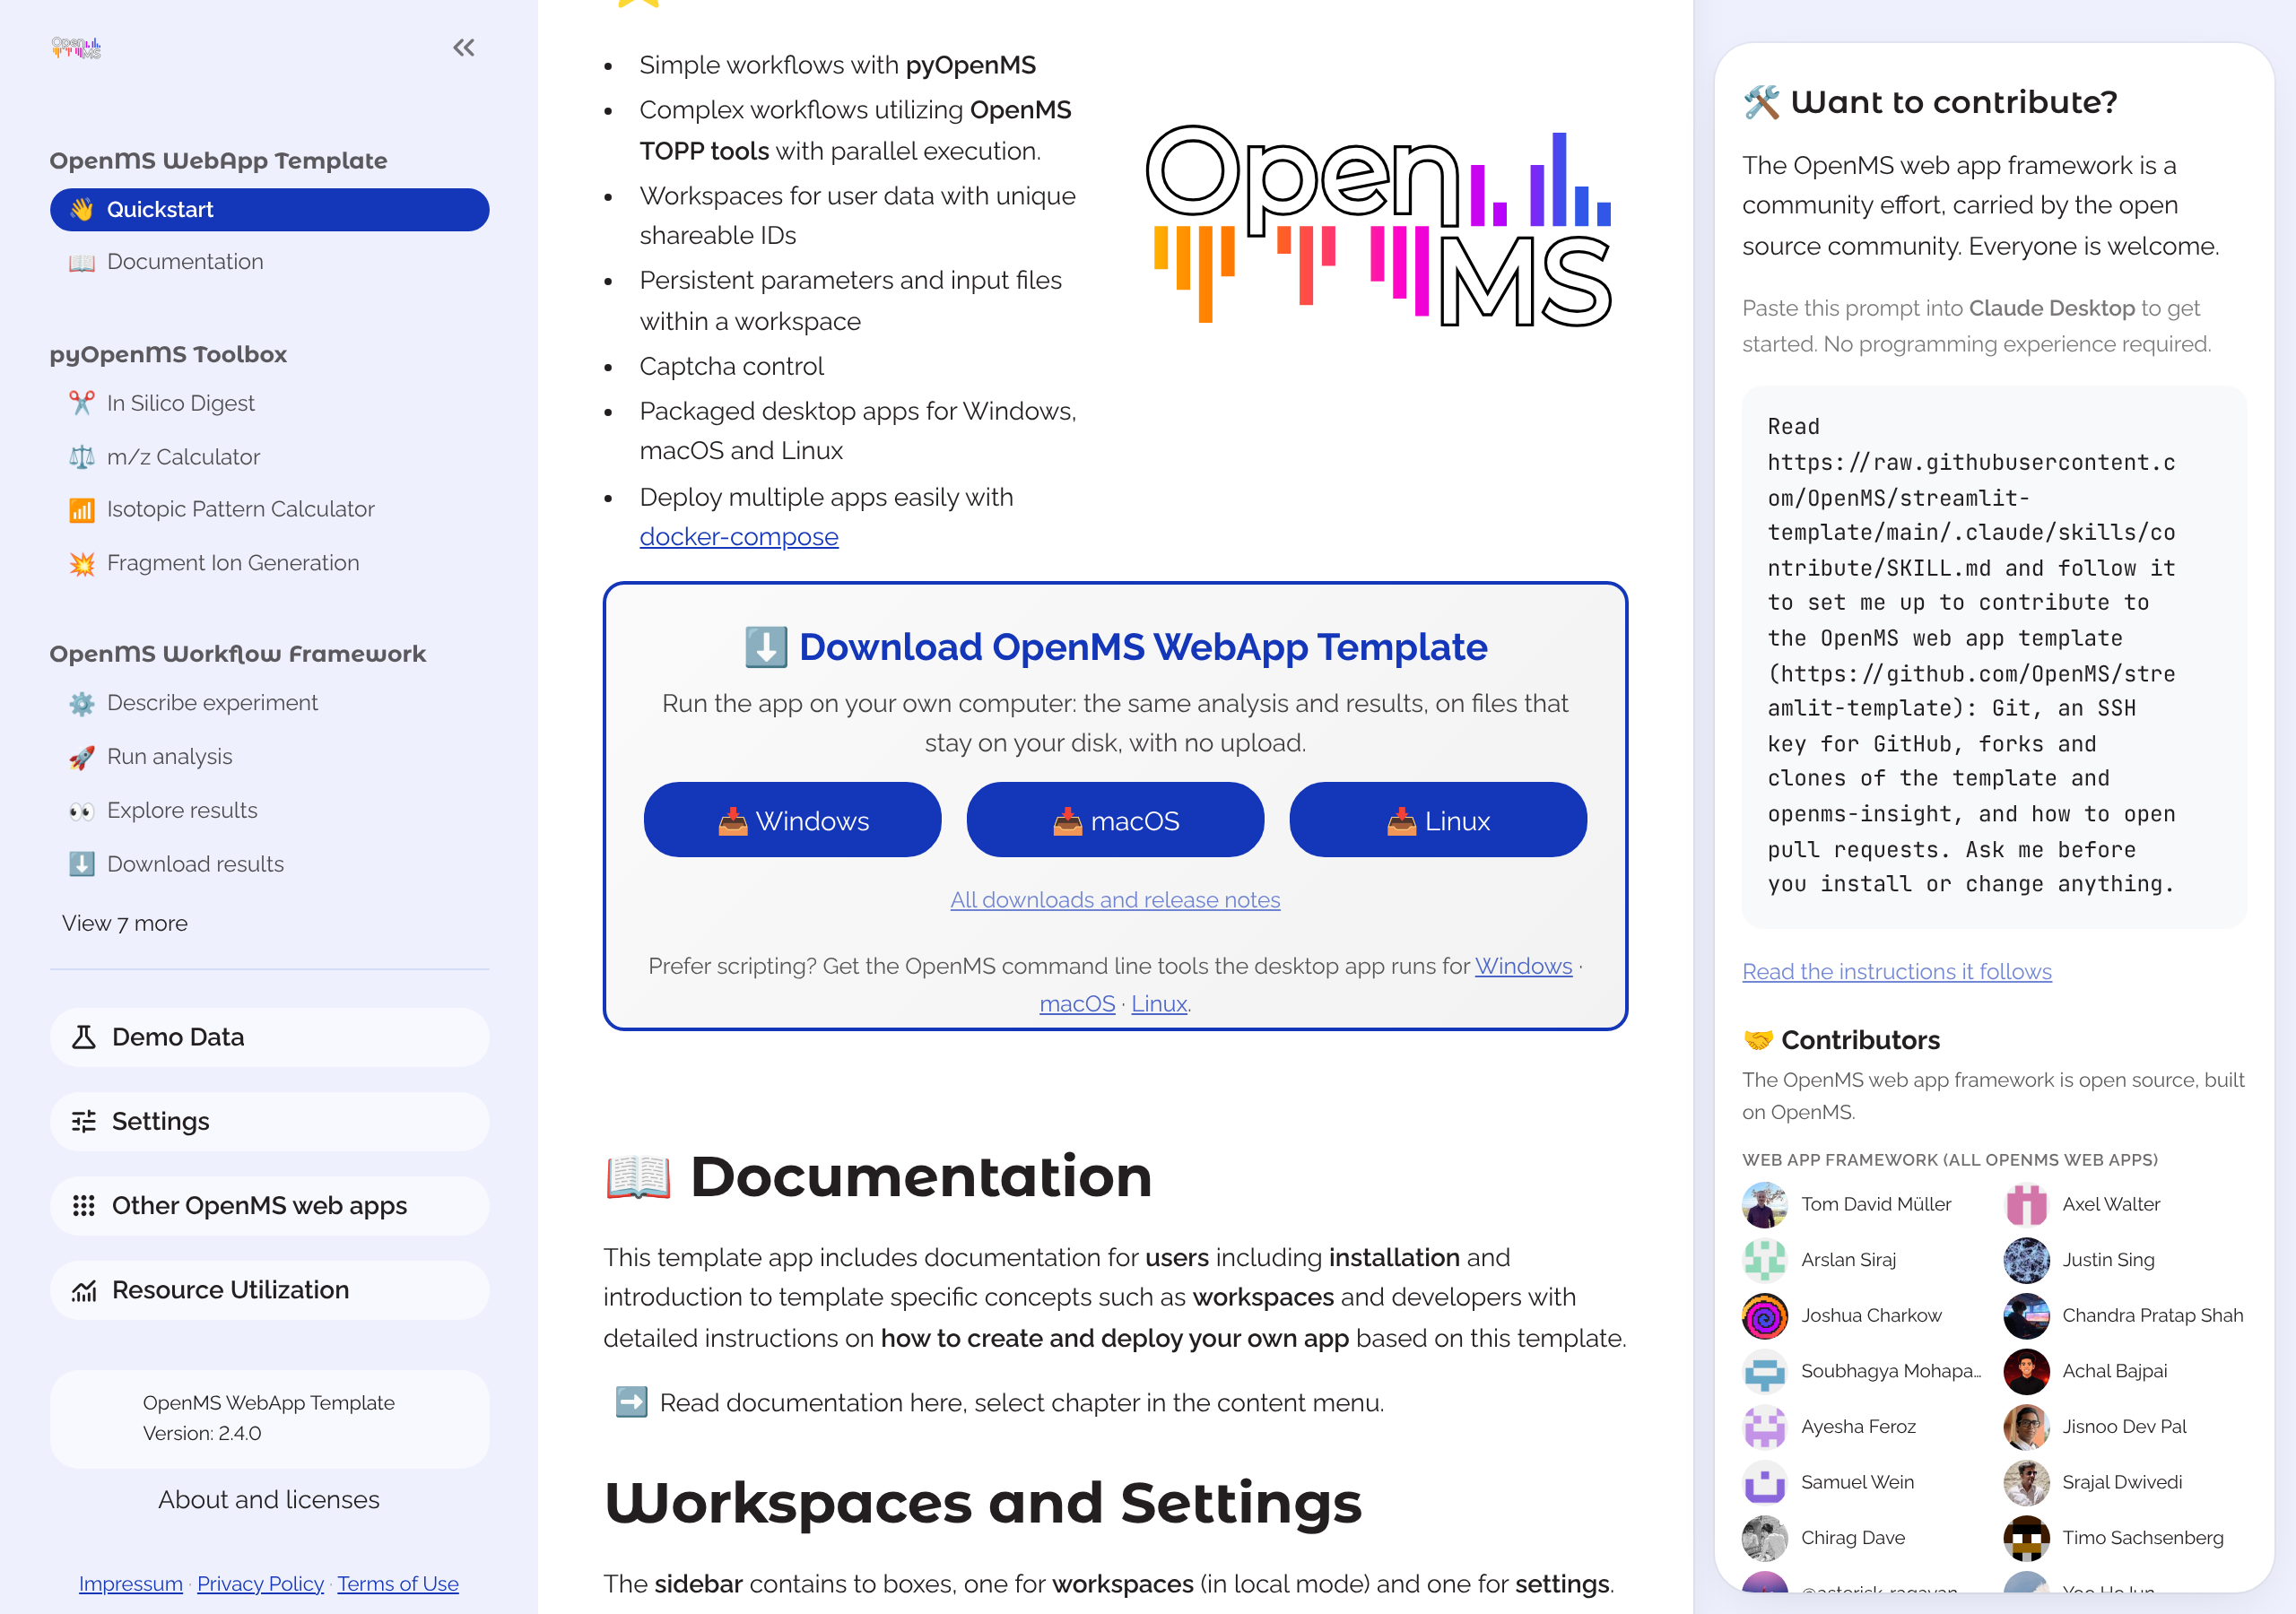 OpenMS
OpenMS WebApp Template
👋 Quickstart
📖 Documentation
pyOpenMS Toolbox
✂️ In Silico Digest
⚖️ m/z Calculator
📶 Isotopic Pattern Calculator
💥 Fragment Ion Generation
OpenMS Workflow Framework
⚙️ Describe experiment
🚀 Run analysis
👀 Explore results
⬇️ Download results
View 7 more
Demo Data
Settings
Other OpenMS web apps
Resource Utilization
OpenMS WebApp Template
Version: 2.4.0
About and licenses
Impressum · Privacy Policy · Terms of Use
• Simple workflows with pyOpenMS
• Complex workflows utilizing OpenMS
TOPP tools with parallel execution.
• Workspaces for user data with unique
shareable IDs
• Persistent parameters and input files
within a workspace
• Captcha control
• Packaged desktop apps for Windows,
macOS and Linux
• Deploy multiple apps easily with
docker-compose
Open
MS
⬇️ Download OpenMS WebApp Template
Run the app on your own computer: the same analysis and results, on files that
stay on your disk, with no upload.
📥 Windows
📥 macOS
📥 Linux
All downloads and release notes
Prefer scripting? Get the OpenMS command line tools the desktop app runs for Windows ·
macOS · Linux.
📖 Documentation
This template app includes documentation for users including installation and
introduction to template specific concepts such as workspaces and developers with
detailed instructions on how to create and deploy your own app based on this template.
➡️ Read documentation here, select chapter in the content menu.
Workspaces and Settings
The sidebar contains to boxes, one for workspaces (in local mode) and one for settings.
🛠️ Want to contribute?
The OpenMS web app framework is a
community effort, carried by the open
source community. Everyone is welcome.
Paste this prompt into Claude Desktop to get
started. No programming experience required.
Read
https://raw.githubusercontent.c
om/OpenMS/streamlit-
template/main/.claude/skills/co
ntribute/SKILL.md and follow it
to set me up to contribute to
the OpenMS web app template
(https://github.com/OpenMS/stre
amlit-template): Git, an SSH
key for GitHub, forks and
clones of the template and
openms-insight, and how to open
pull requests. Ask me before
you install or change anything.
Read the instructions it follows
🤝 Contributors
The OpenMS web app framework is open source, built
on OpenMS.
WEB APP FRAMEWORK (ALL OPENMS WEB APPS)
Tom David Müller
Axel Walter
Arslan Siraj
Justin Sing
Joshua Charkow
Chandra Pratap Shah
Soubhagya Mohapa…
Achal Bajpai
Ayesha Feroz
Jisnoo Dev Pal
Samuel Wein
Srajal Dwivedi
Chirag Dave
Timo Sachsenberg